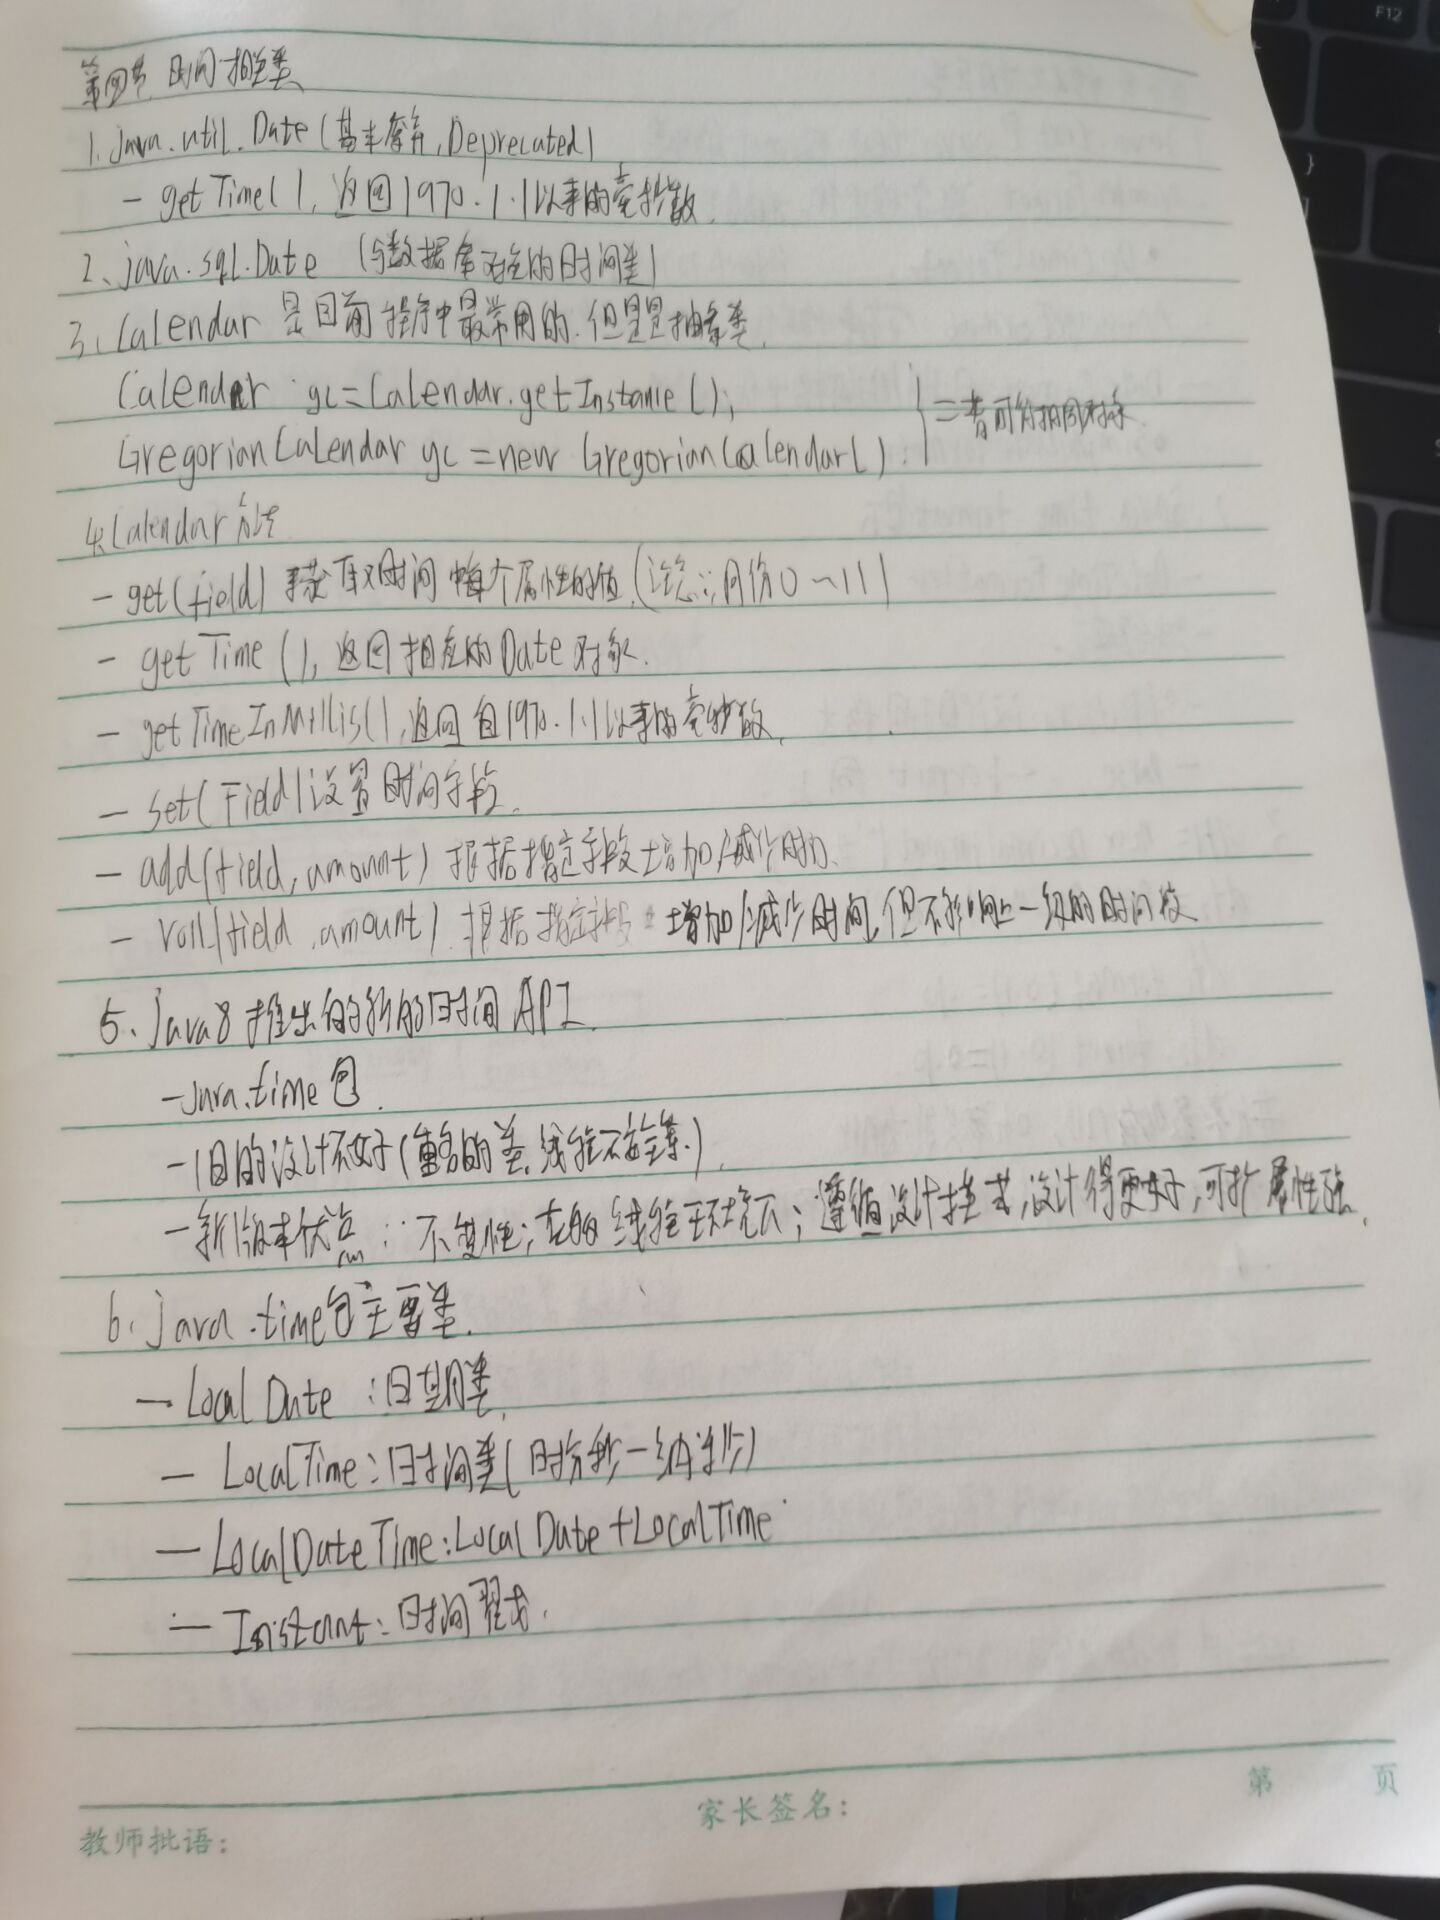 第四节 时间相关类
1. Java.util.Date (基本废弃, Deprecated)
- getTime(), 返回1970.1.1以来的毫秒数.
2、java.sql.Date (与数据库对应的时间类)
3、Calendar 是目前程序中最常用的. 但是是抽象类.
Calendar gc=Calendar.getInstance();
GregorianCalendar gc=new GregorianCalendar().
二者可为相同对象.
4.Calendar 方法
- get(field) 来获取时间中每个属性的值.(注意:月份0~11)
- getTime(), 返回相应的Date对象.
- getTimeInMillis(), 返回自1970.1.1以来的毫秒数.
- set(Field)设置时间字段.
- add(field, amount) 根据指定字段增加/减少时间.
- roll(field, amount). 根据指定字段 增加/减少时间,但不影响上一级的时间段
5、Java8推出的新的时间API.
-Java.time包.
-旧的设计不好(重名的类,线程不安全等.)
-新版本优点: 不变性;在多线程环境下;遵循设计模式,设计得更好,可扩展性强.
6、java.time包主要类.
- LocalDate :日期类.
- LocalTime:时间类(时分秒-纳秒)
- LocalDateTime:LocalDate+LocalTime
- Instant:时间戳.
第 页
家长签名:
教师批语:
F12